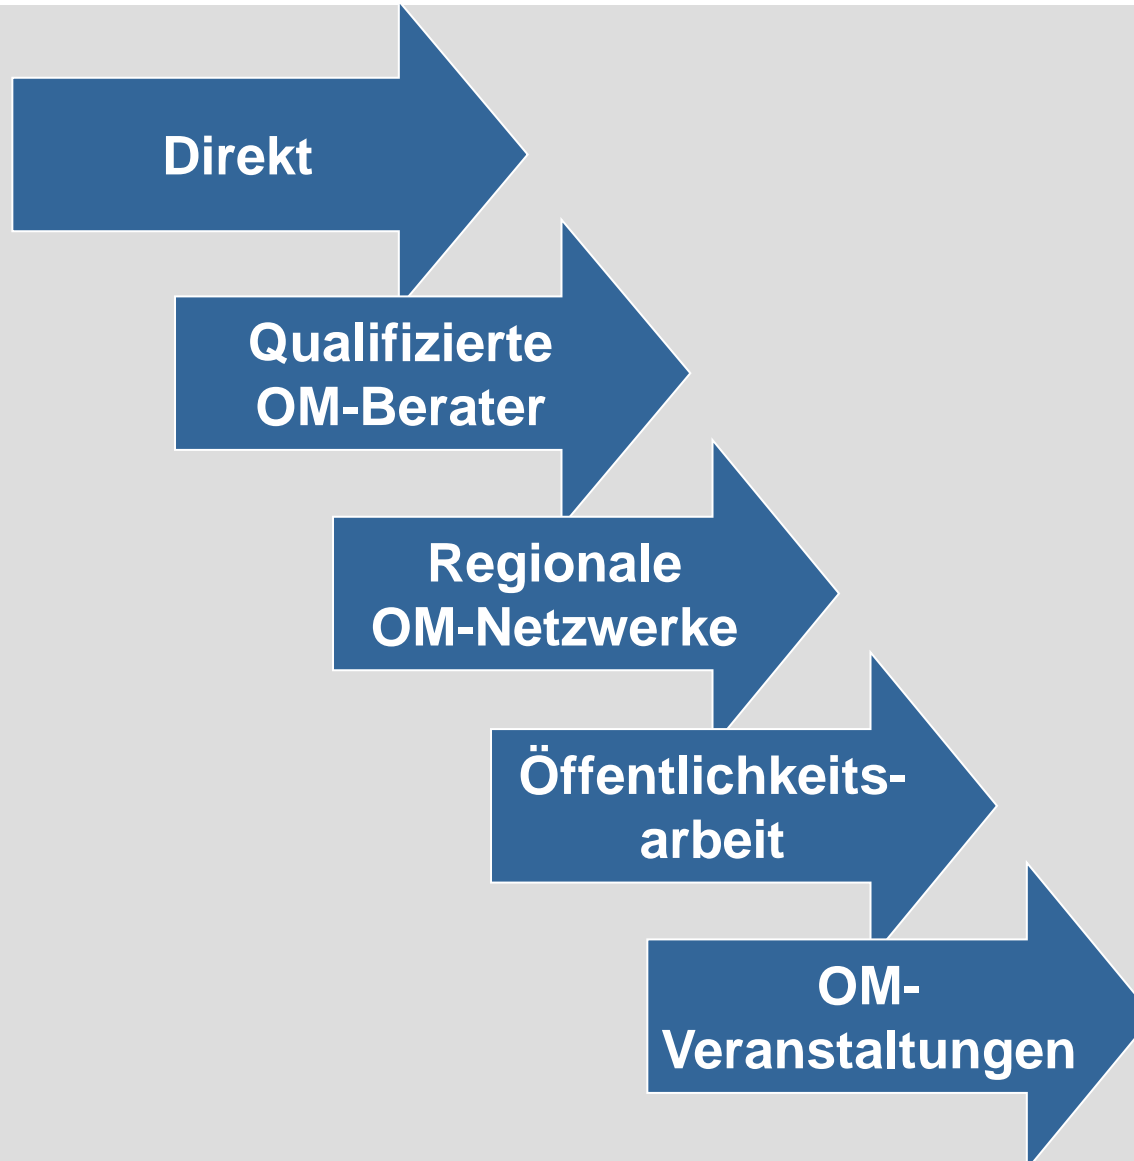 Direkt
Qualifizierte
OM-Berater
Regionale
OM-Netzwerke
Öffentlichkeits-
arbeit
OM-
Veranstaltungen